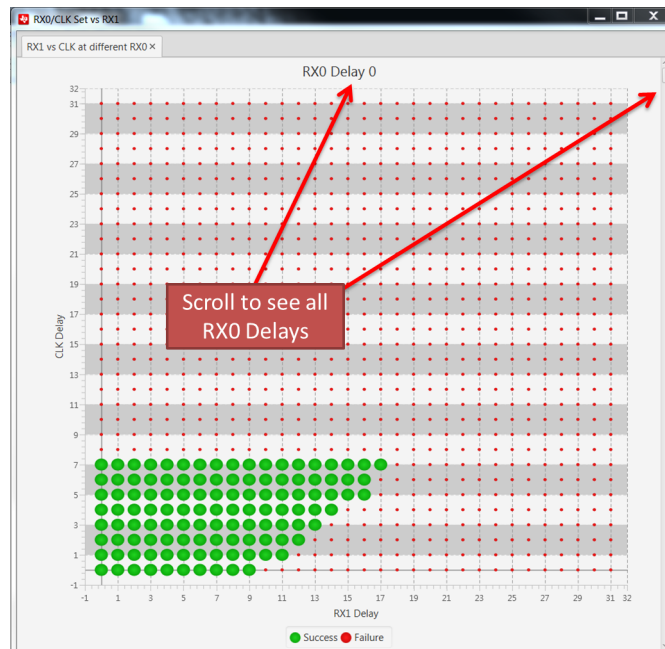 RX0/CLK Set vs RX1
RX1 vs CLK at different RX0 ×
RX0 Delay 0
32
31
29
27
25
23
21
19
17
15
13
11
9
7
5
3
1
-1
CLK Delay
Scroll to see all
RX0 Delays
-1 1 3 5 7 9 11 13 15 17 19 21 23 25 27 29 31 32
RX1 Delay
Success Failure